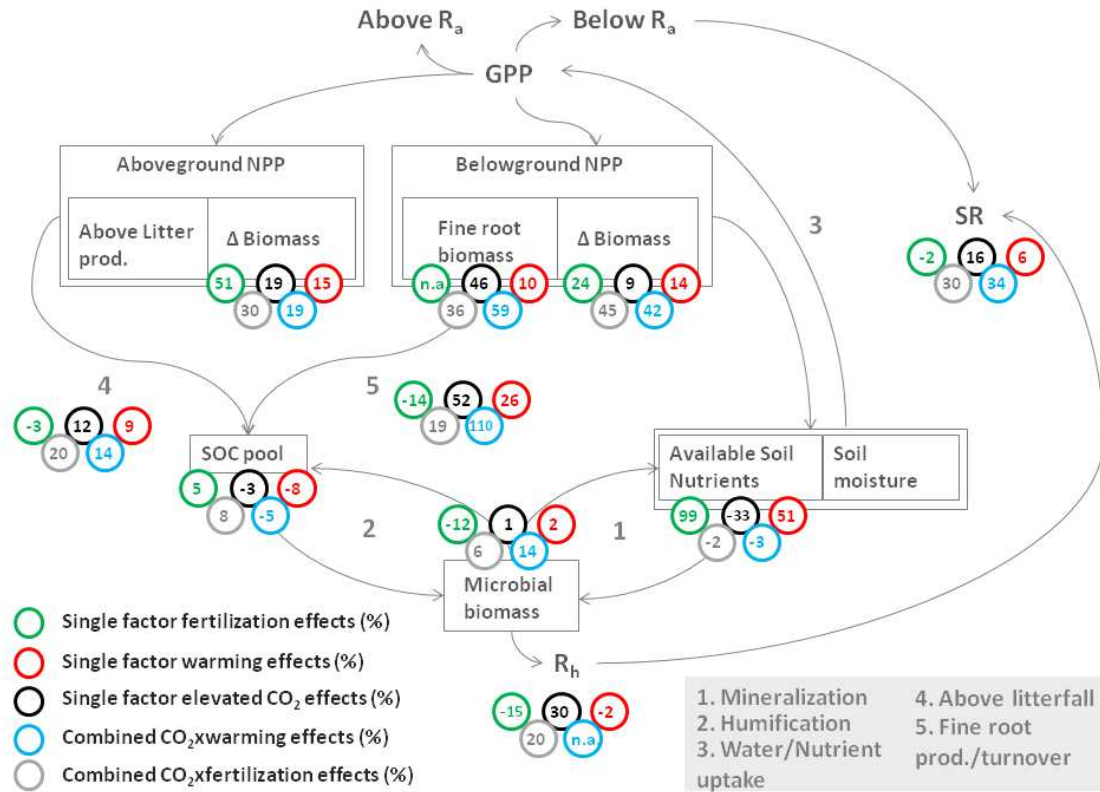 Above Ra
Below Ra
GPP
Aboveground NPP
Belowground NPP
Above Litter
prod.
Δ Biomass
Fine root
biomass
Δ Biomass
51 19 15
30 19
n.a 46 10
36 59
24 9 14
45 42
3
SR
-2 16 6
30 34
4
-3 12 9
20 14
5
-14 52 26
19 110
SOC pool
5 -3 -8
8 -5
Available Soil
Nutrients
Soil
moisture
99 -33 51
-2 -3
2
-12 1 2
6 14
1
Microbial
biomass
Rh
-15 30 -2
20 n.a.
Single factor fertilization effects (%)
Single factor warming effects (%)
Single factor elevated CO2 effects (%)
Combined CO2xwarming effects (%)
Combined CO2xfertilization effects (%)
1. Mineralization
2. Humification
3. Water/Nutrient
uptake
4. Above litterfall
5. Fine root
prod./turnover